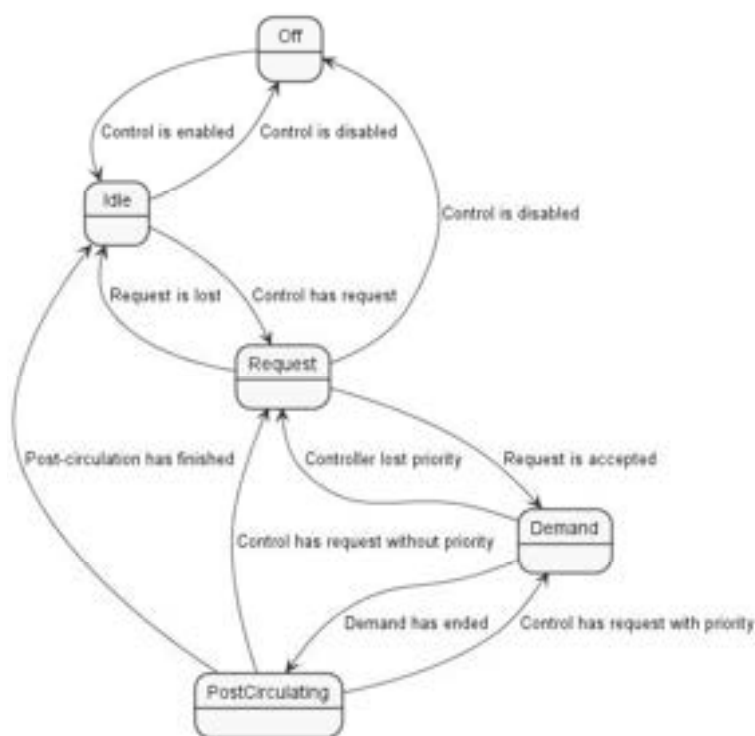 Off
Control is enabled
Control is disabled
Idle
Control is disabled
Request is lost
Control has request
Request
Post-circulation has finished
Controller lost priority
Request is accepted
Demand
Control has request without priority
Demand has ended
Control has request with priority
PostCirculating